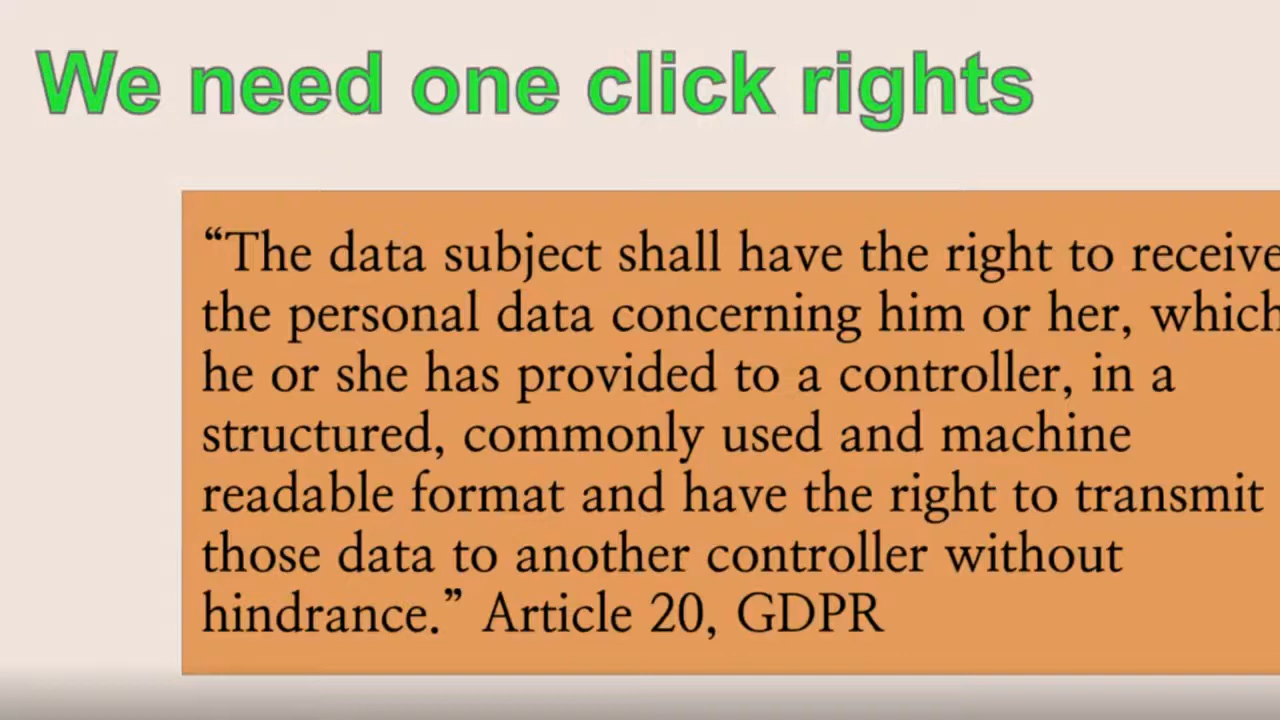 We need one click rights
“The data subject shall have the right to receive
the personal data concerning him or her, which
he or she has provided to a controller, in a
structured, commonly used and machine
readable format and have the right to transmit
those data to another controller without
hindrance.” Article 20, GDPR